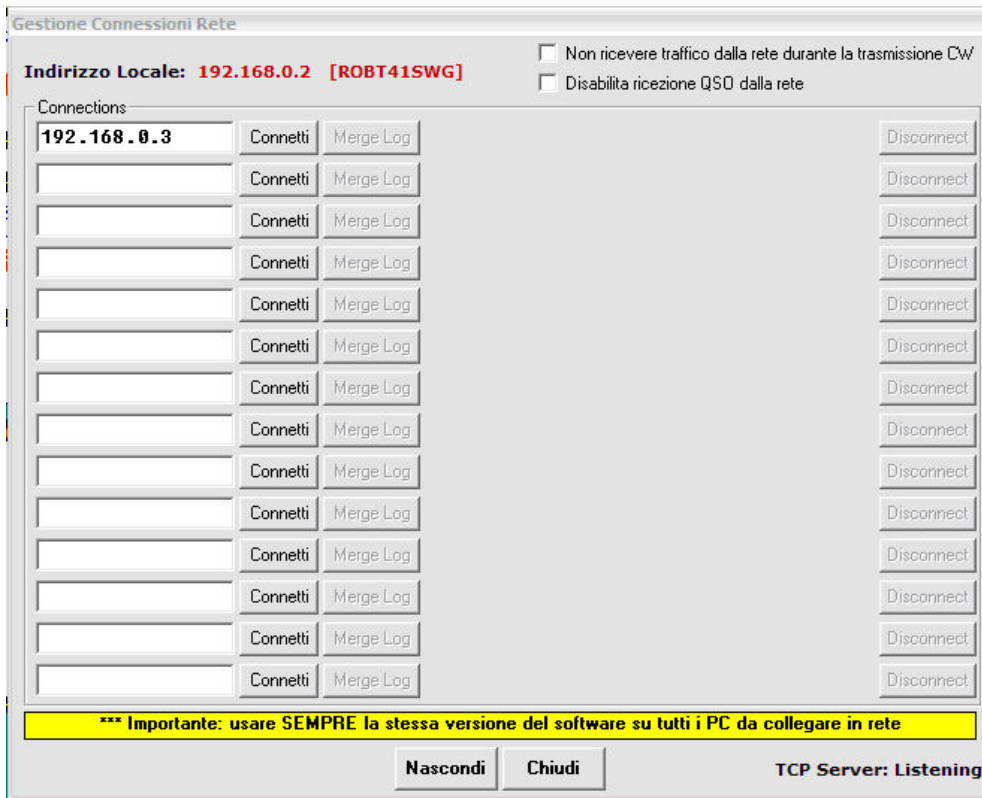 Gestione Connessioni Rete
Indirizzo Locale: 192.168.0.2 [ROBT41SWG]
Non ricevere traffico dalla rete durante la trasmissione CW
Disabilita ricezione QSO dalla rete
Connections
192.168.0.3 Connetti Merge Log Disconnect
Connetti Merge Log Disconnect
Connetti Merge Log Disconnect
Connetti Merge Log Disconnect
Connetti Merge Log Disconnect
Connetti Merge Log Disconnect
Connetti Merge Log Disconnect
Connetti Merge Log Disconnect
Connetti Merge Log Disconnect
Connetti Merge Log Disconnect
Connetti Merge Log Disconnect
Connetti Merge Log Disconnect
Connetti Merge Log Disconnect
Connetti Merge Log Disconnect
*** Importante: usare SEMPRE la stessa versione del software su tutti i PC da collegare in rete
Nascondi Chiudi TCP Server: Listening